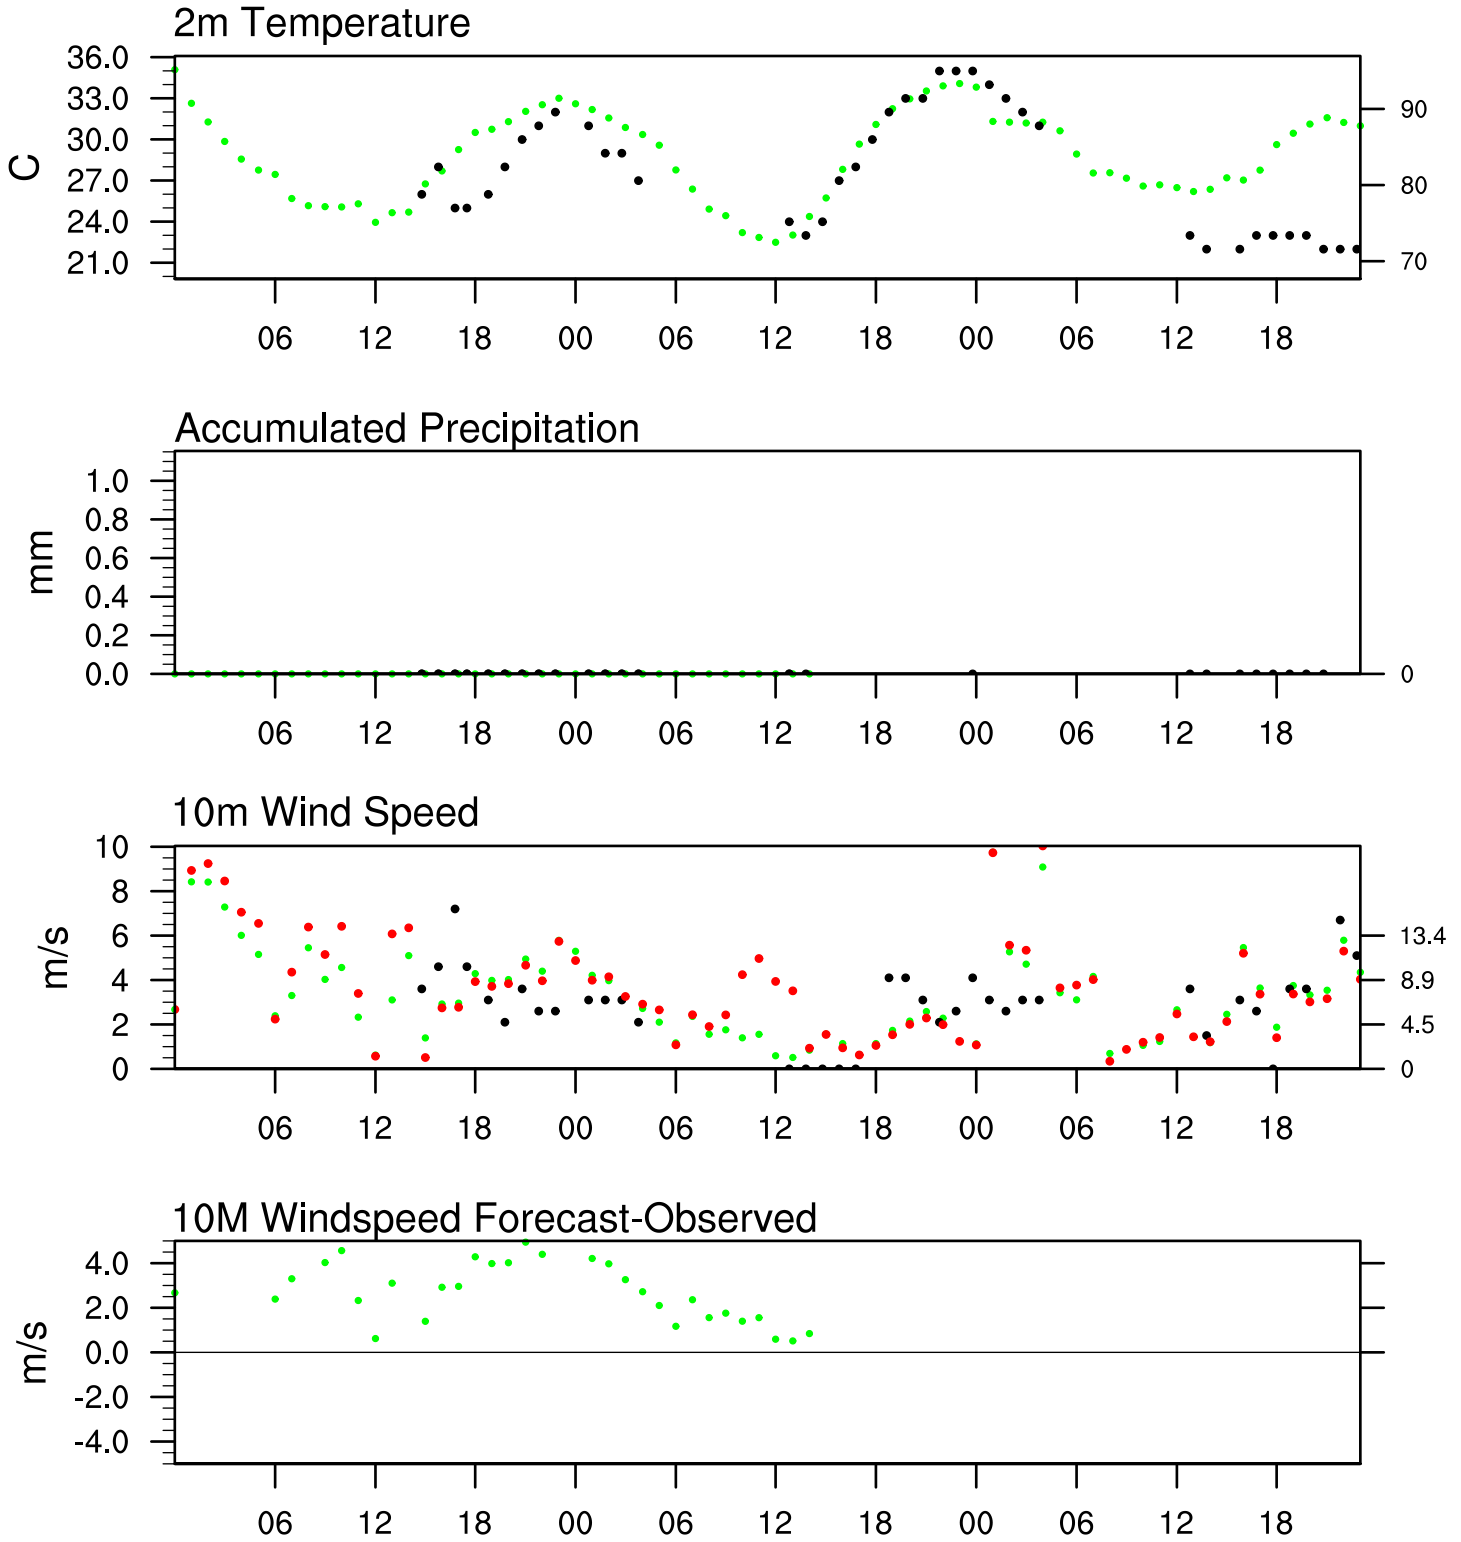 2m Temperature
36.0
33.0
30.0
27.0
24.0
21.0
C
90
80
70
06 12 18 00 06 12 18 00 06 12 18
Accumulated Precipitation
1.0
0.8
0.6
0.4
0.2
0.0
mm
0
06 12 18 00 06 12 18 00 06 12 18
10m Wind Speed
10
8
6
4
2
0
m/s
13.4
8.9
4.5
0
06 12 18 00 06 12 18 00 06 12 18
10M Windspeed Forecast-Observed
4.0
2.0
0.0
-2.0
-4.0
m/s
06 12 18 00 06 12 18 00 06 12 18